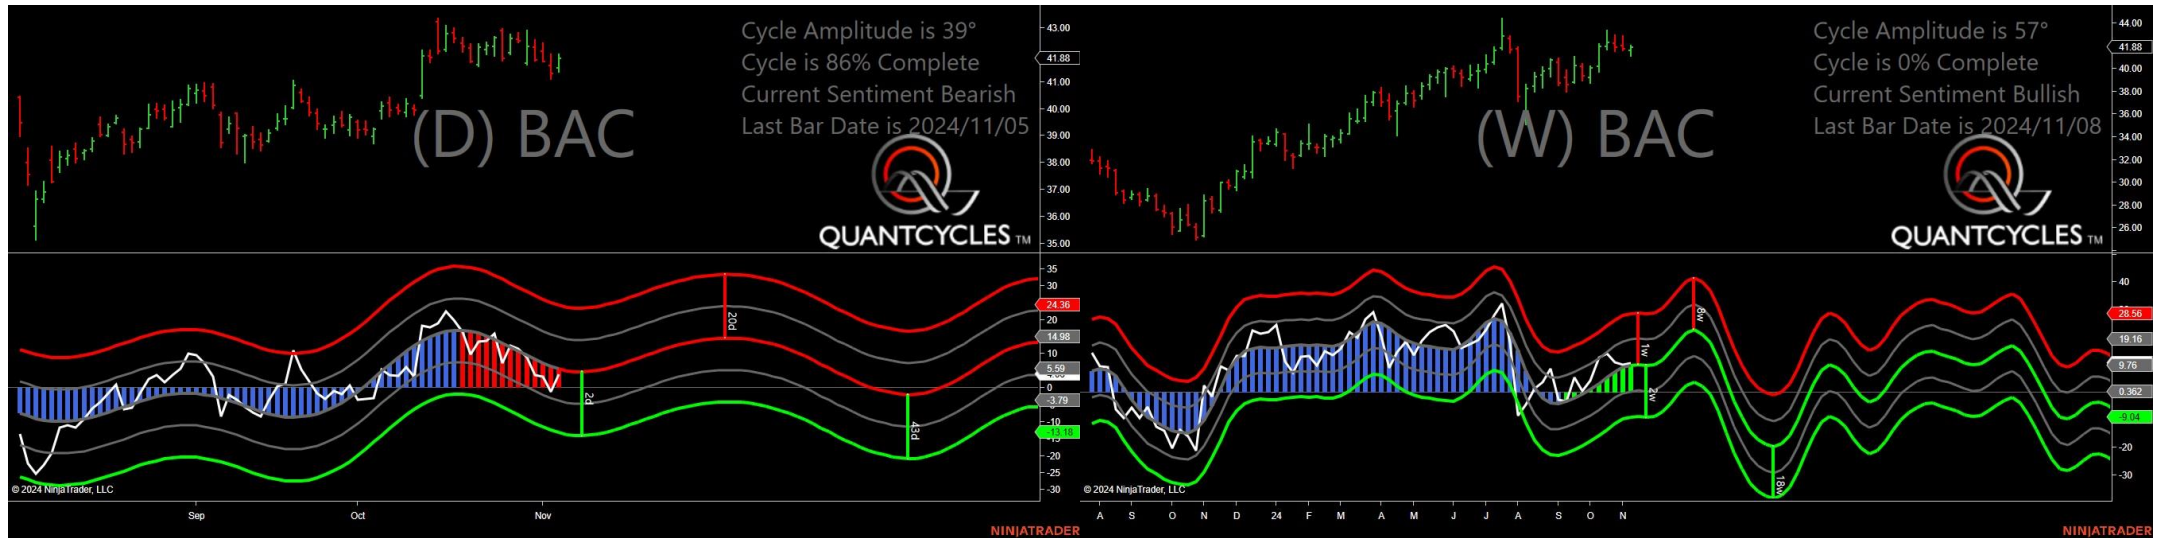 Cycle Amplitude is 39°
Cycle is 86% Complete
Current Sentiment Bearish
Last Bar Date is 2024/11/05
(D) BAC
QUANTCYCLES TM
43.00
41.88
41.00
40.00
39.00
38.00
37.00
36.00
35.00
35
30
24.36
20
14.98
10
5.59
0
-3.79
-10
-13.18
-20
-25
-30
20d
2d
43d
© 2024 NinjaTrader, LLC
Sep Oct Nov
NINJATRADER
Cycle Amplitude is 57°
Cycle is 0% Complete
Current Sentiment Bullish
Last Bar Date is 2024/11/08
(W) BAC
QUANTCYCLES TM
44.00
41.88
40.00
38.00
36.00
34.00
32.00
30.00
28.00
26.00
40
28.56
19.16
9.76
0.362
-9.04
-20
-30
1w
2w
8w
18w
© 2024 NinjaTrader, LLC
A S O N D 24 F M A M J J A S O N
NINJATRADER